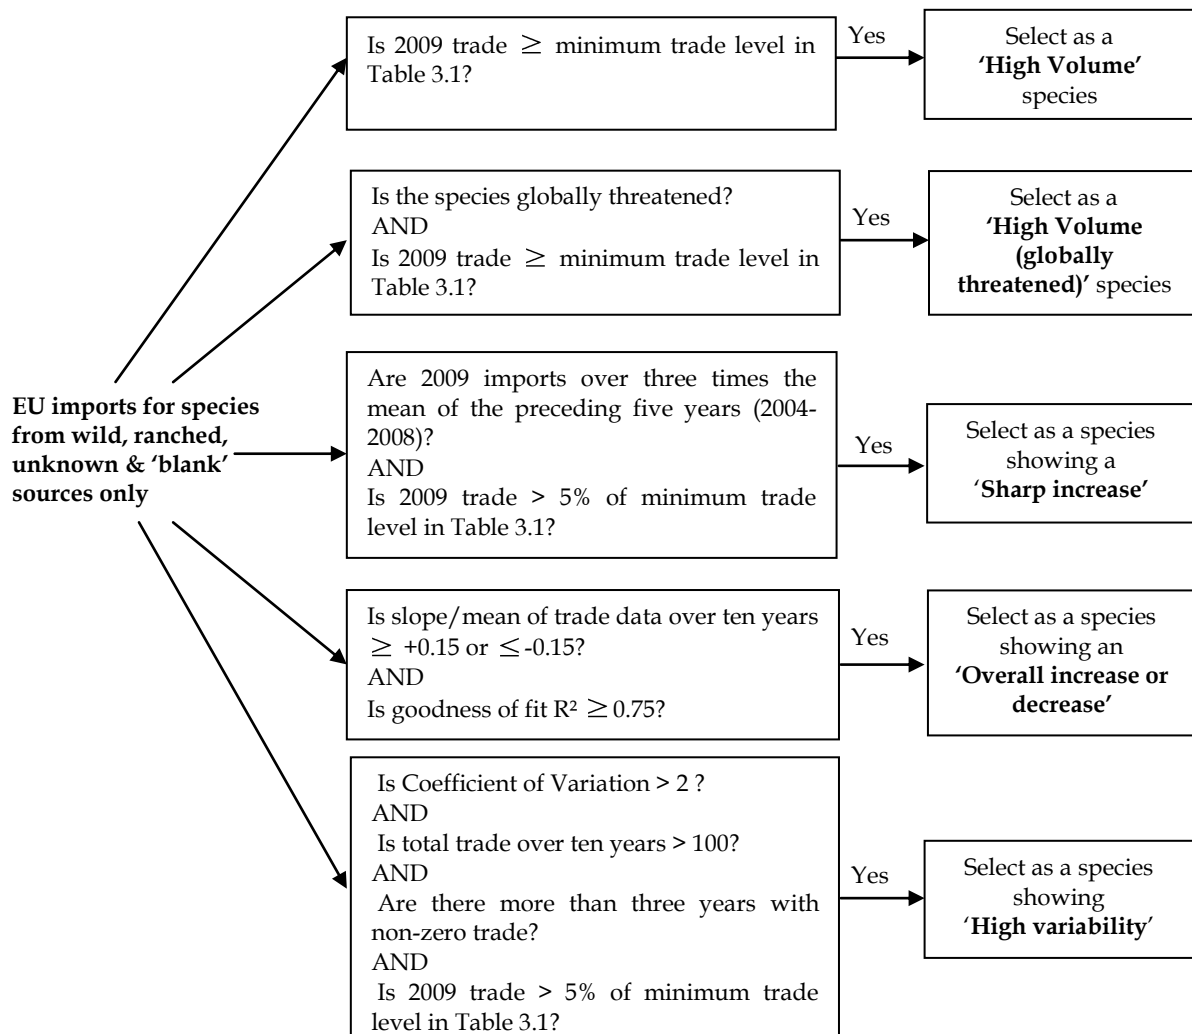 Is 2009 trade ≥ minimum trade level in
Table 3.1?
Yes
Select as a
‘High Volume’
species
Is the species globally threatened?
AND
Is 2009 trade ≥ minimum trade level in
Table 3.1?
Yes
Select as a
‘High Volume
(globally
threatened)’ species
EU imports for species
from wild, ranched,
unknown & ‘blank’
sources only
Are 2009 imports over three times the
mean of the preceding five years (2004-
2008)?
AND
Is 2009 trade > 5% of minimum trade
level in Table 3.1?
Yes
Select as a species
showing a
‘Sharp increase’
Is slope/mean of trade data over ten years
≥ +0.15 or ≤ -0.15?
AND
Is goodness of fit R² ≥ 0.75?
Yes
Select as a species
showing an
‘Overall increase or
decrease’
Is Coefficient of Variation > 2 ?
AND
Is total trade over ten years > 100?
AND
Are there more than three years with
non-zero trade?
AND
Is 2009 trade > 5% of minimum trade
level in Table 3.1?
Yes
Select as a species
showing
‘High variability’